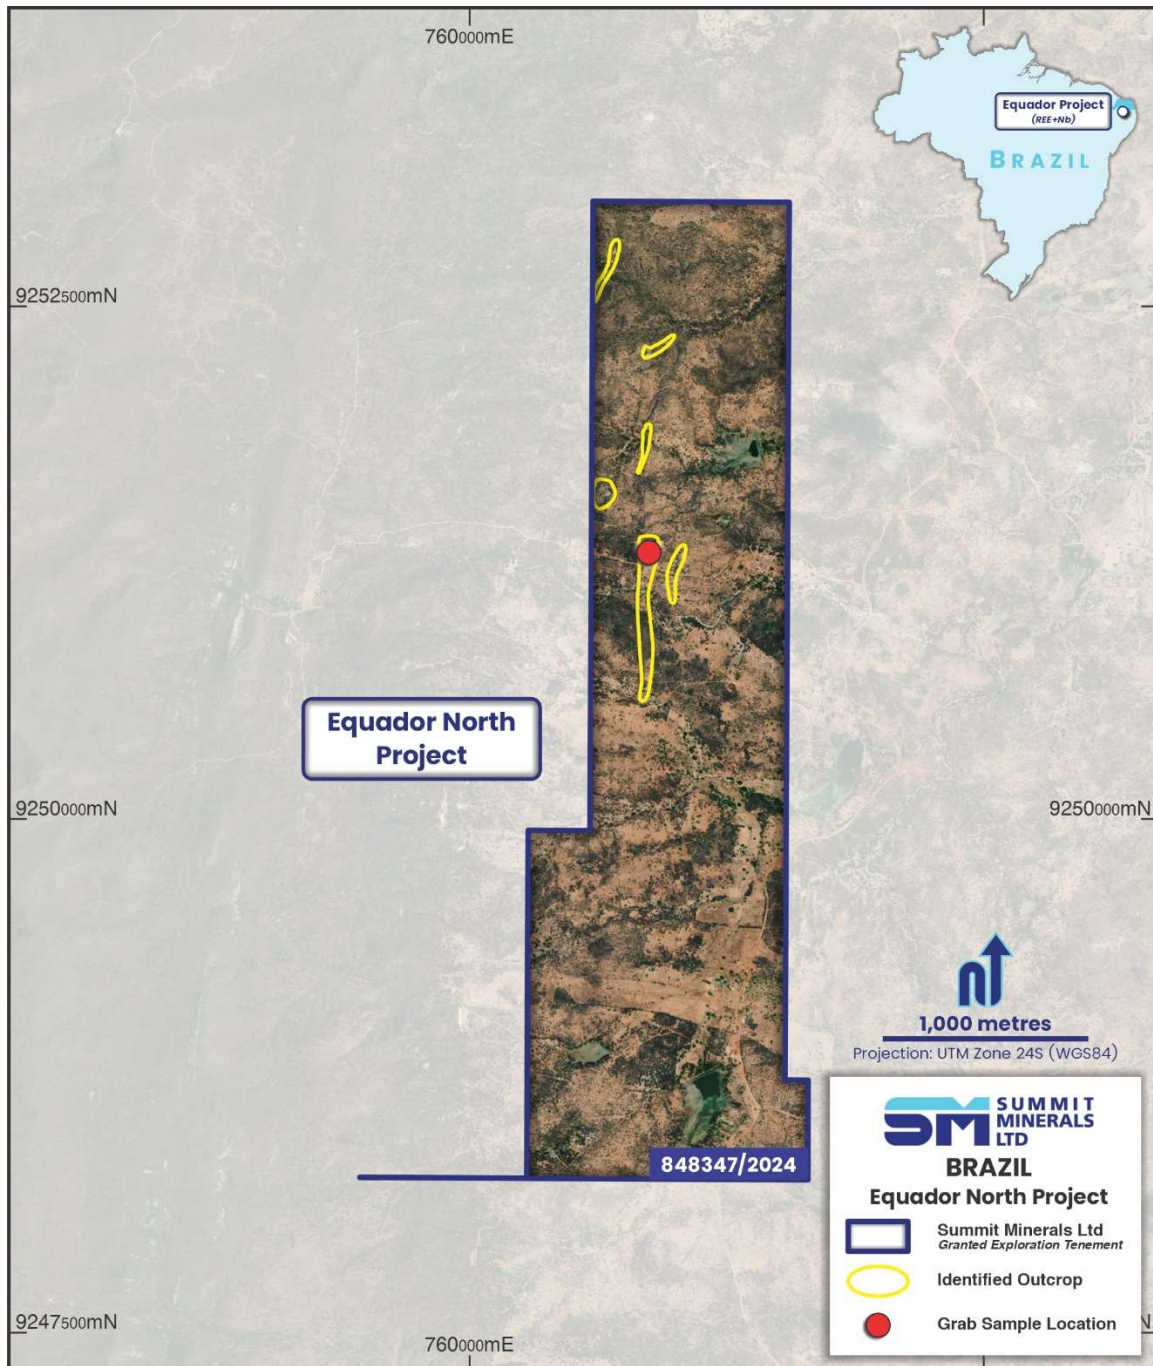 760000mE
Equador Project
(REE+Nb)
BRAZIL
9252500mN
Equador North
Project
9250000mN
9250000mN
1,000 metres
Projection: UTM Zone 24S (WGS84)
848347/2024
SM SUMMIT
MINERALS
LTD
BRAZIL
Equador North Project
Summit Minerals Ltd
Granted Exploration Tenement
Identified Outcrop
Grab Sample Location
9247500mN
N
760000mE